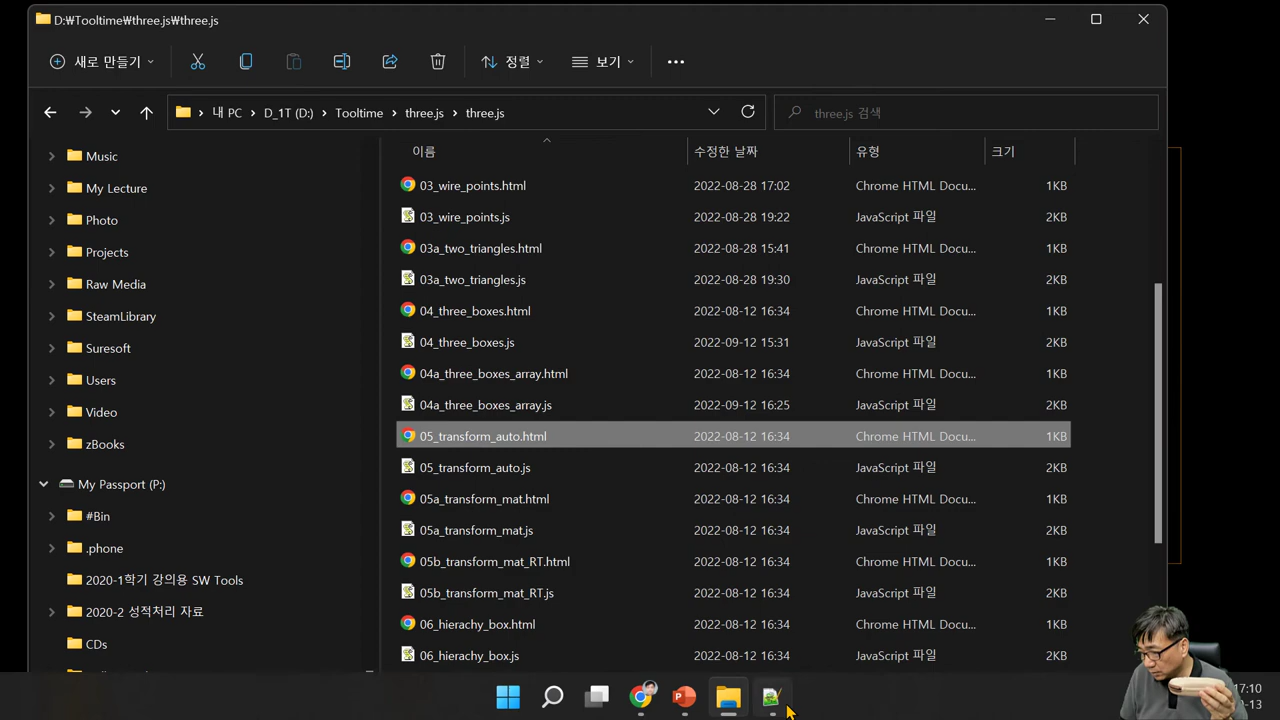 D:₩Tooltime₩three.js₩three.js
새로 만들기
정렬
보기
내 PC > D_1T (D:) > Tooltime > three.js > three.js
three.js 검색
이름 수정한 날짜 유형 크기
Music
My Lecture
Photo
Projects
Raw Media
SteamLibrary
Suresoft
Users
Video
zBooks
My Passport (P:)
#Bin
.phone
2020-1학기 강의용 SW Tools
2020-2 성적처리 자료
CDs
03_wire_points.html 2022-08-28 17:02 Chrome HTML Docu... 1KB
03_wire_points.js 2022-08-28 19:22 JavaScript 파일 2KB
03a_two_triangles.html 2022-08-28 15:41 Chrome HTML Docu... 1KB
03a_two_triangles.js 2022-08-28 19:30 JavaScript 파일 2KB
04_three_boxes.html 2022-08-12 16:34 Chrome HTML Docu... 1KB
04_three_boxes.js 2022-09-12 15:31 JavaScript 파일 2KB
04a_three_boxes_array.html 2022-08-12 16:34 Chrome HTML Docu... 1KB
04a_three_boxes_array.js 2022-09-12 16:25 JavaScript 파일 2KB
05_transform_auto.html 2022-08-12 16:34 Chrome HTML Docu... 1KB
05_transform_auto.js 2022-08-12 16:34 JavaScript 파일 2KB
05a_transform_mat.html 2022-08-12 16:34 Chrome HTML Docu... 1KB
05a_transform_mat.js 2022-08-12 16:34 JavaScript 파일 2KB
05b_transform_mat_RT.html 2022-08-12 16:34 Chrome HTML Docu... 1KB
05b_transform_mat_RT.js 2022-08-12 16:34 JavaScript 파일 2KB
06_hierachy_box.html 2022-08-12 16:34 Chrome HTML Docu... 1KB
06_hierachy_box.js 2022-08-12 16:34 JavaScript 파일 2KB
17:10
-13